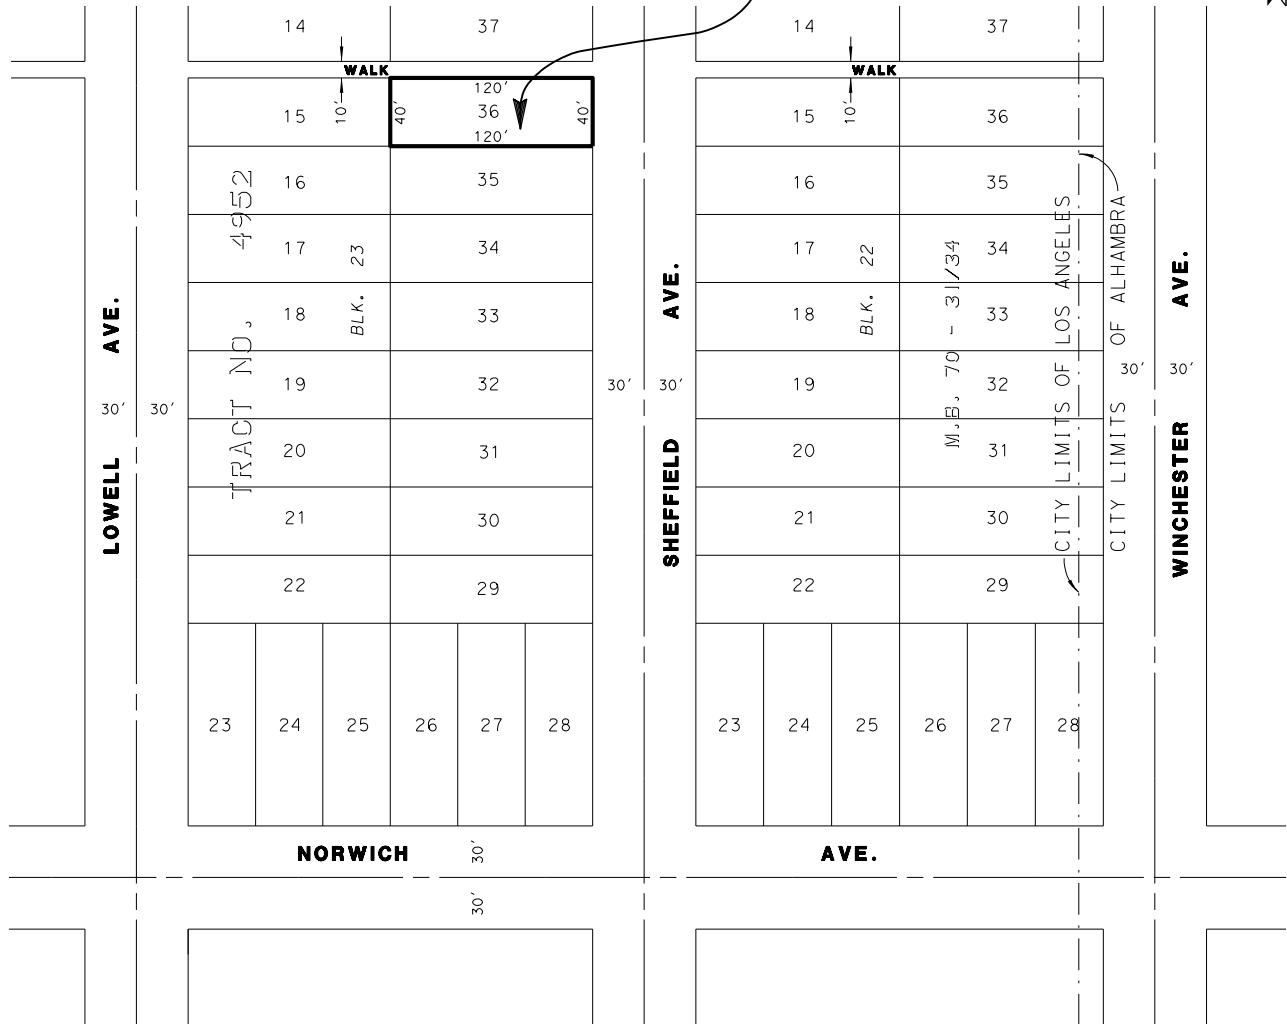 14 37 14 37
WALK WALK
120'
15 10' 40' 36 40' 15 10' 36
120'
16 35 16 35
17 34 17 34
18 33 18 33
19 32 19 32
20 31 20 31
21 30 21 30
22 29 22 29
23 24 25 26 27 28 23 24 25 26 27 28
TRACT NO. 4952
BLK. 23
BLK. 22
M.B. 70 - 31/34
CITY LIMITS OF LOS ANGELES
CITY LIMITS OF ALHAMBRA
LOWELL AVE.
30' 30'
SHEFFIELD AVE.
30' 30'
WINCHESTER AVE.
30' 30'
NORWICH AVE.
30'
30'